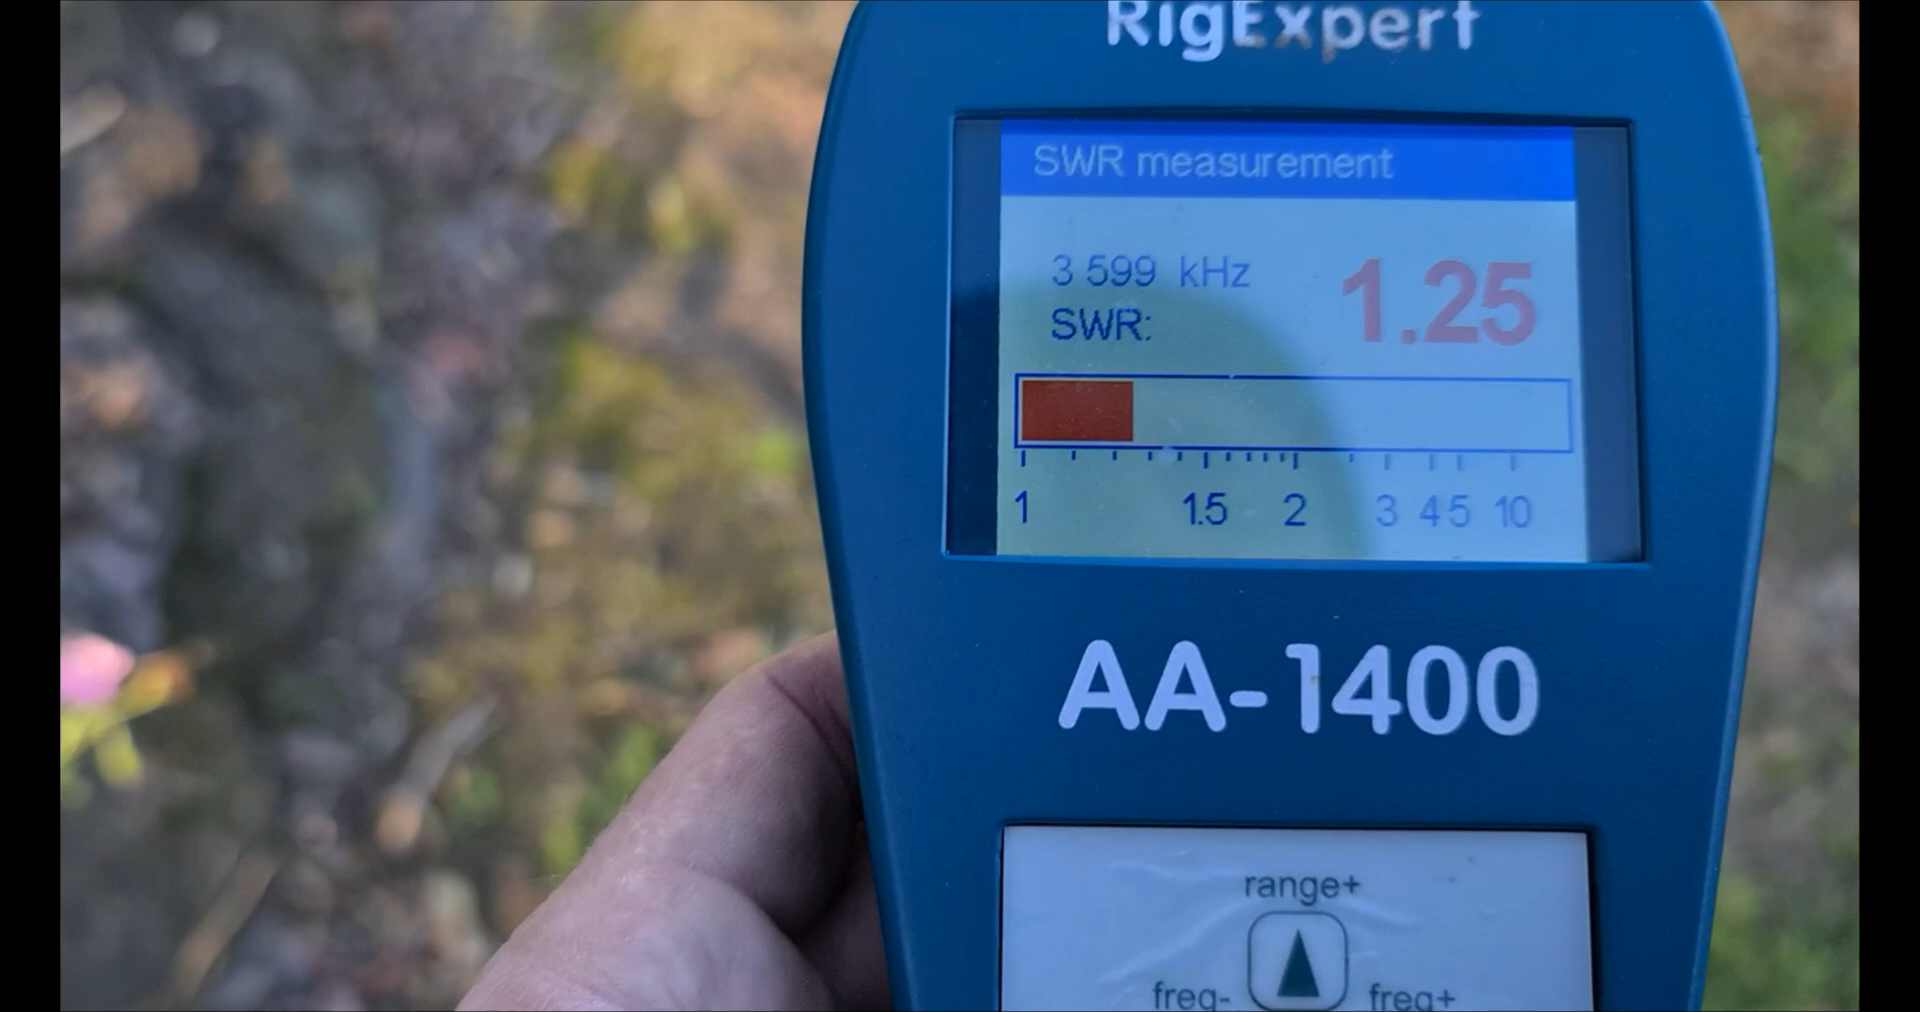 RigExpert
SWR measurement
3 599 kHz
1.25
SWR:
1 1.5 2 3 4 5 10
AA-1400
range+
freq- freq+